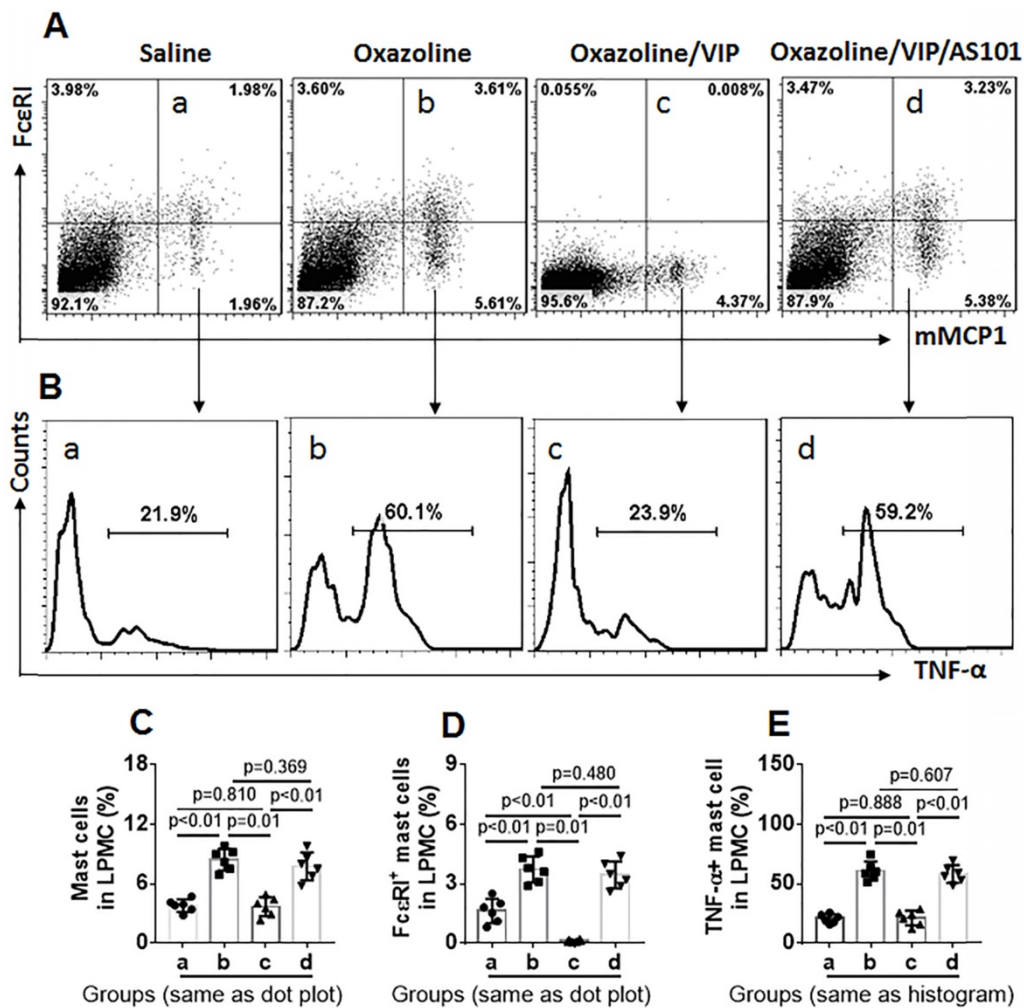 A
Saline
Oxazoline
Oxazoline/VIP
Oxazoline/VIP/AS101
FcεRI
3.98%
1.98%
a
92.1%
1.96%
3.60%
3.61%
b
87.2%
5.61%
0.055%
0.008%
c
95.6%
4.37%
3.47%
3.23%
d
87.9%
5.38%
mMCP1
B
Counts
a
21.9%
b
60.1%
c
23.9%
d
59.2%
TNF-α
C
Mast cells
in LPMC (%)
18
12
6
0
p=0.369
p=0.810
p<0.01
p<0.01
p=0.01
a b c d
Groups (same as dot plot)
D
FcεRI⁺ mast cells
in LPMC (%)
9
6
3
0
p=0.480
p<0.01
p<0.01
p<0.01
p=0.01
a b c d
Groups (same as dot plot)
E
TNF-α+ mast cell
in LPMC (%)
150
100
50
0
p=0.607
p=0.888
p<0.01
p<0.01
p=0.01
a b c d
Groups (same as histogram)